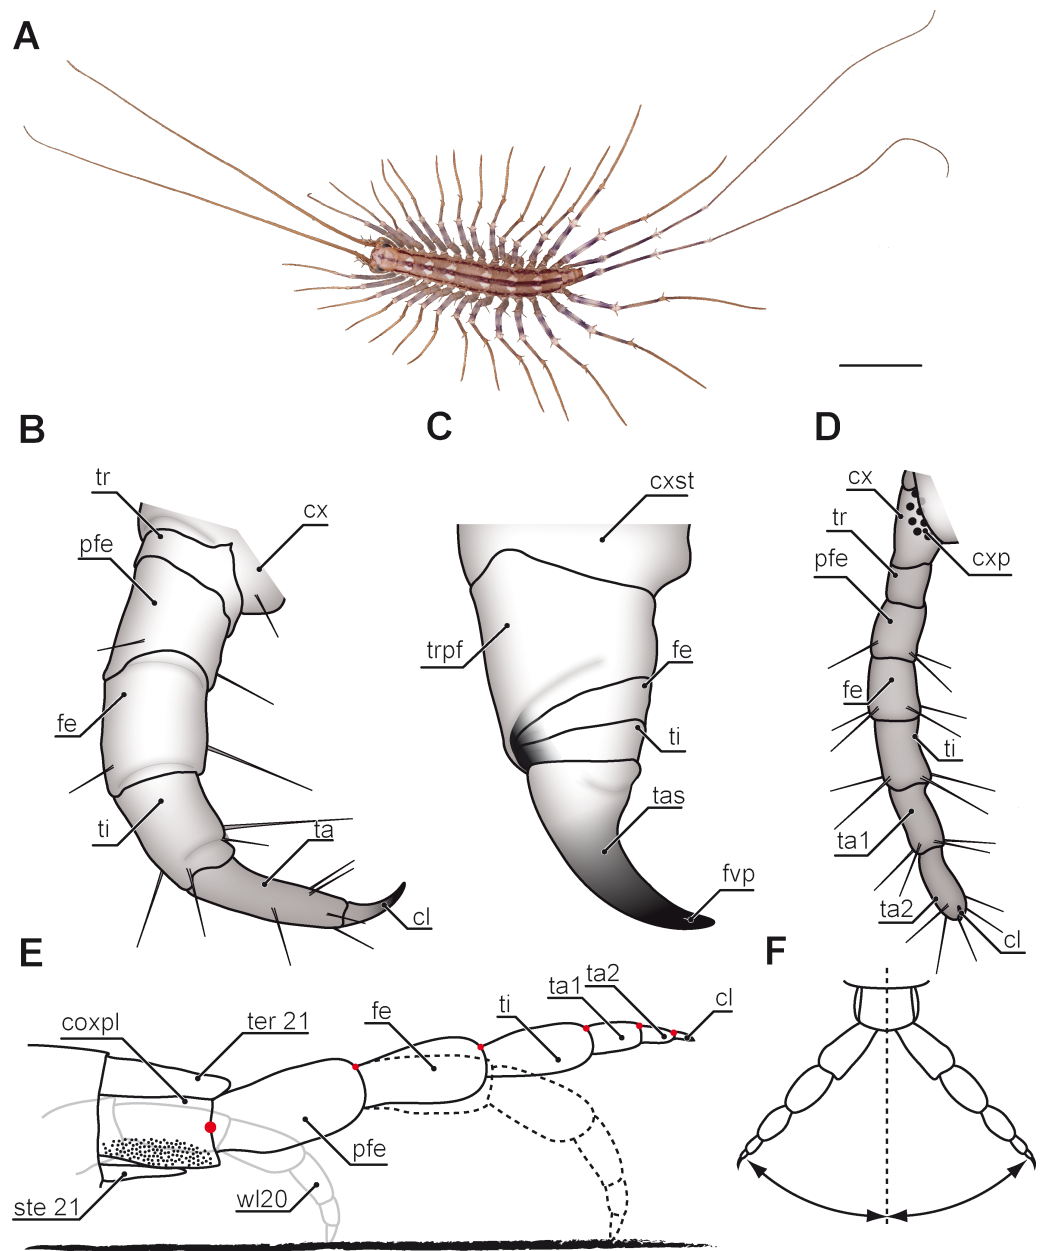 A
B
tr
cx
pfe
fe
ti
ta
cl
C
cxst
trpf
fe
ti
tas
fvp
D
cx
tr
pfe
cxp
fe
ti
ta1
ta2
cl
E
coxpl
ter 21
fe
ti
ta1
ta2
cl
pfe
ste 21
wl20
F